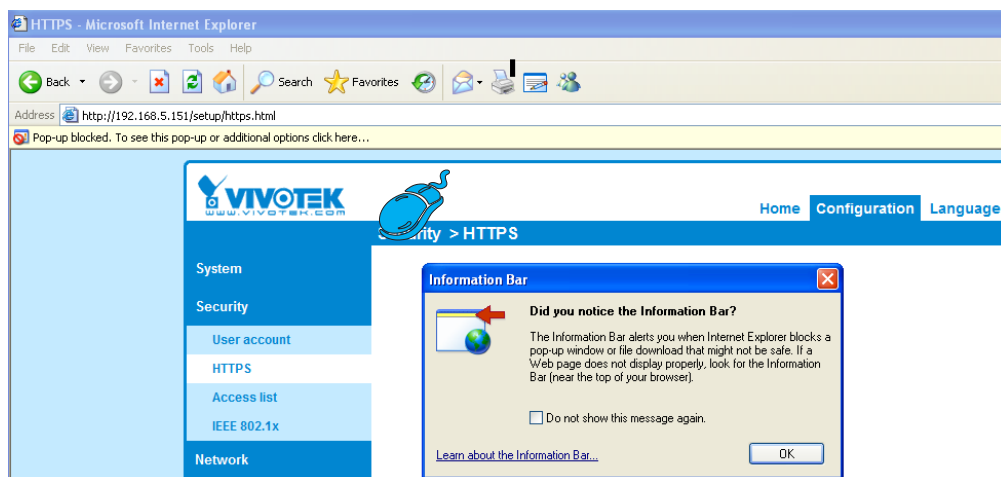 HTTPS - Microsoft Internet Explorer
File Edit View Favorites Tools Help
Back Search Favorites
Address http://192.168.5.151/setup/https.html
Pop-up blocked. To see this pop-up or additional options click here...
VIVOTEK
www.vivotek.com
Home Configuration Language
>HTTPS
System
Security
User account
HTTPS
Access list
IEEE 802.1x
Network
Information Bar
Did you notice the Information Bar?
The Information Bar alerts you when Internet Explorer blocks a
pop-up window or file download that might not be safe. If a
Web page does not display properly, look for the Information
Bar (near the top of your browser).
Do not show this message again.
Learn about the Information Bar...
OK